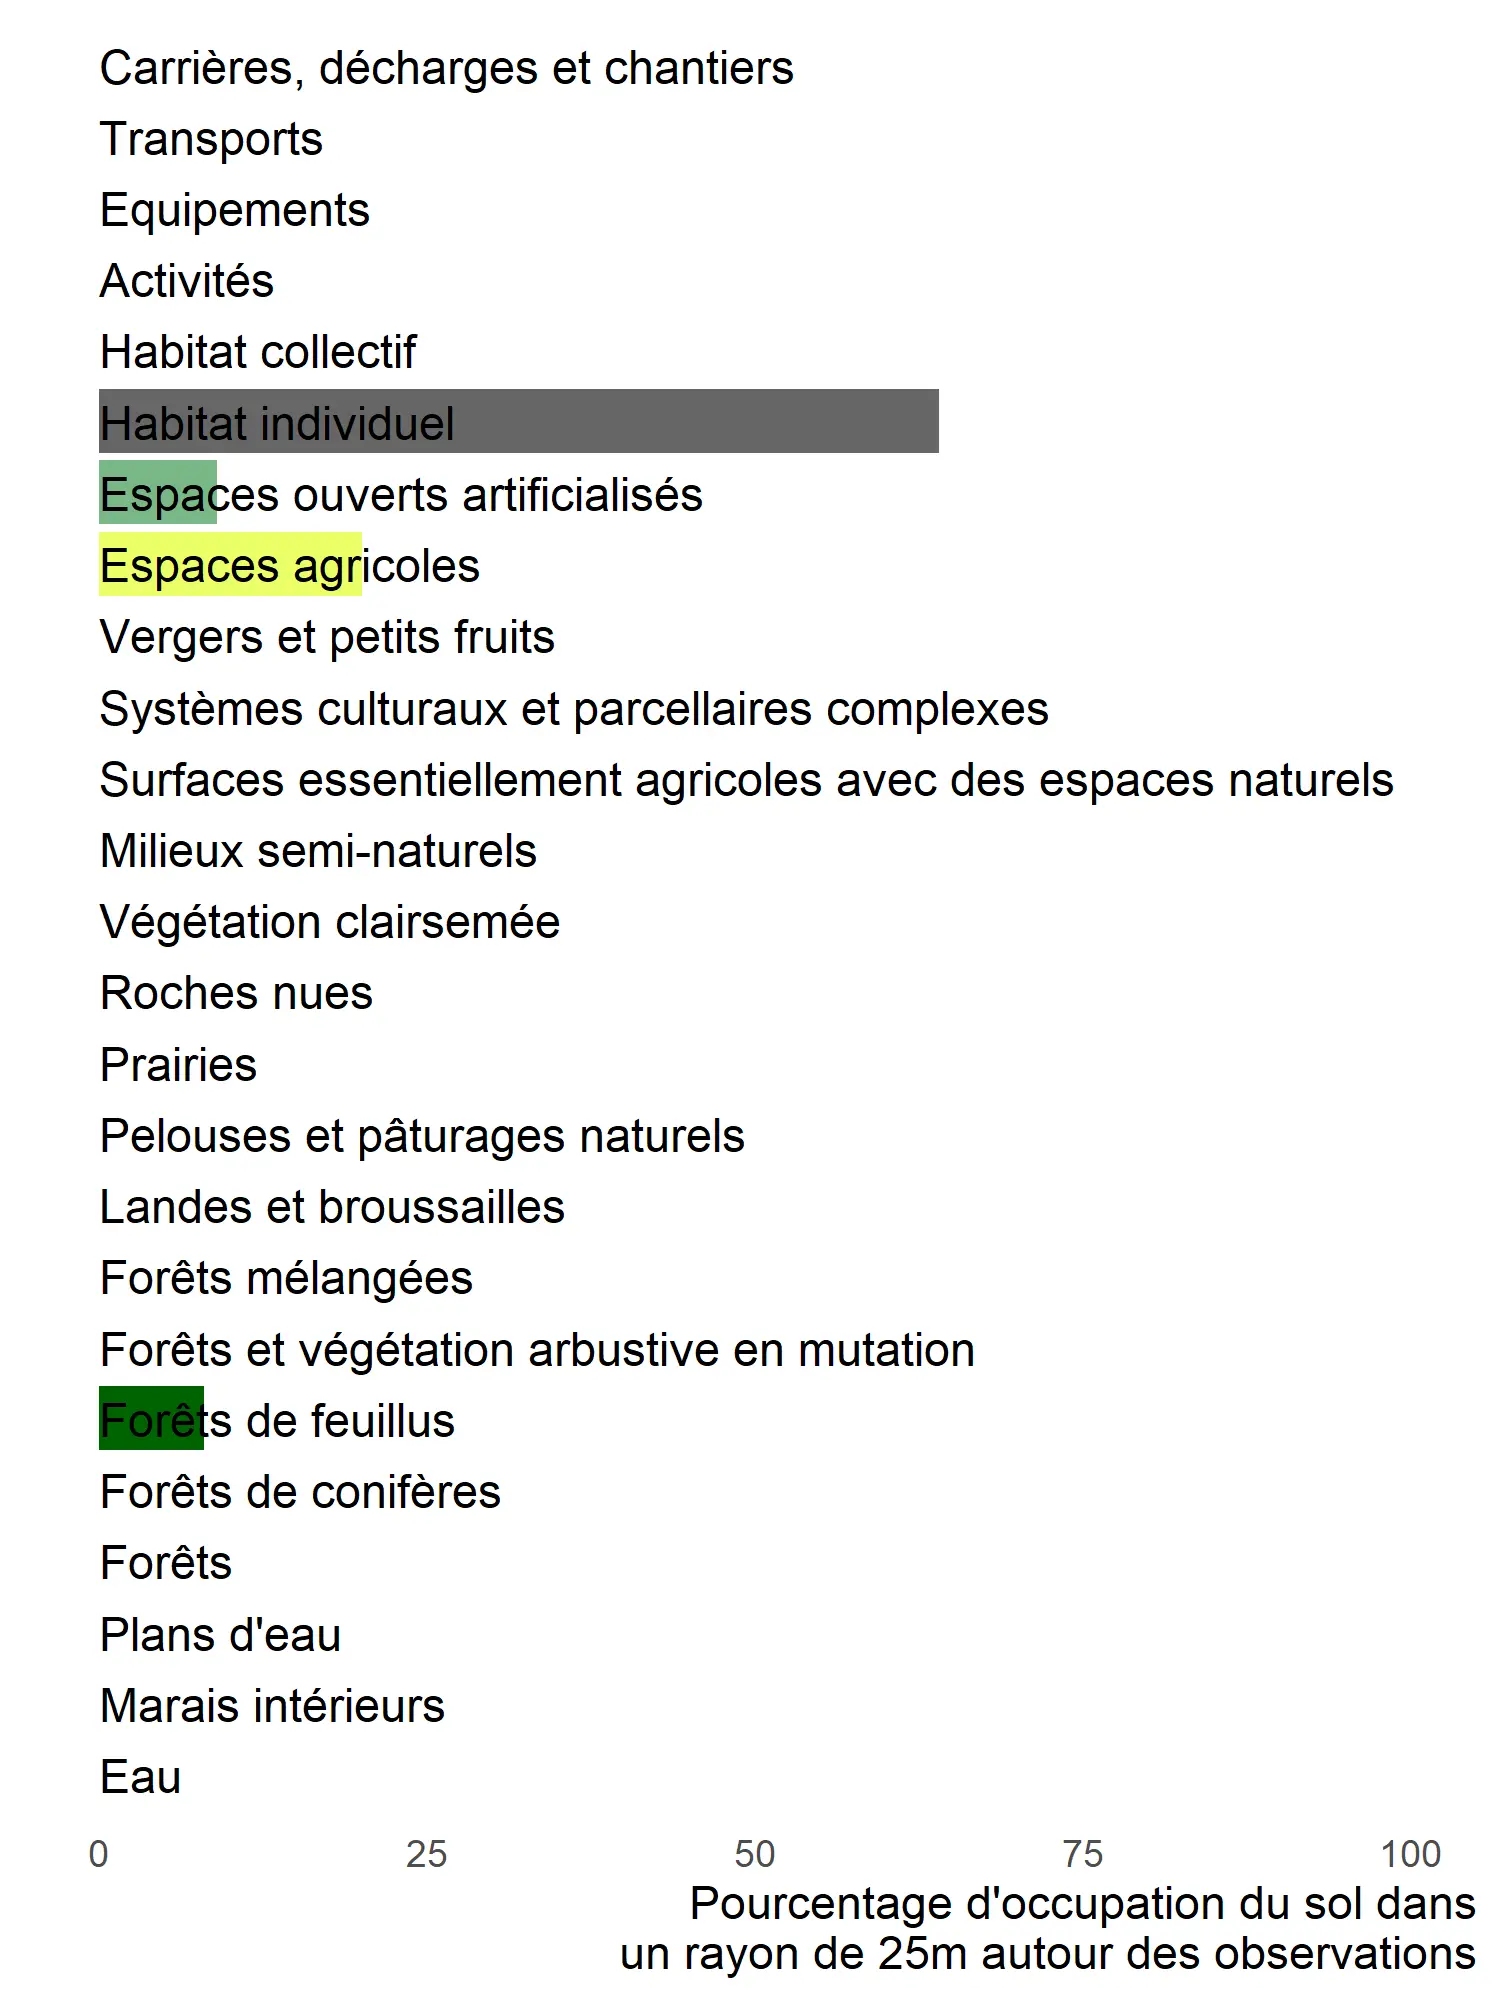 Carrières, décharges et chantiers
Transports
Equipements
Activités
Habitat collectif
Habitat individuel
Espaces ouverts artificialisés
Espaces agricoles
Vergers et petits fruits
Systèmes culturaux et parcellaires complexes
Surfaces essentiellement agricoles avec des espaces naturels
Milieux semi-naturels
Végétation clairsemée
Roches nues
Prairies
Pelouses et pâturages naturels
Landes et broussailles
Forêts mélangées
Forêts et végétation arbustive en mutation
Forêts de feuillus
Forêts de conifères
Forêts
Plans d'eau
Marais intérieurs
Eau
0 25 50 75 100
Pourcentage d'occupation du sol dans
un rayon de 25m autour des observations